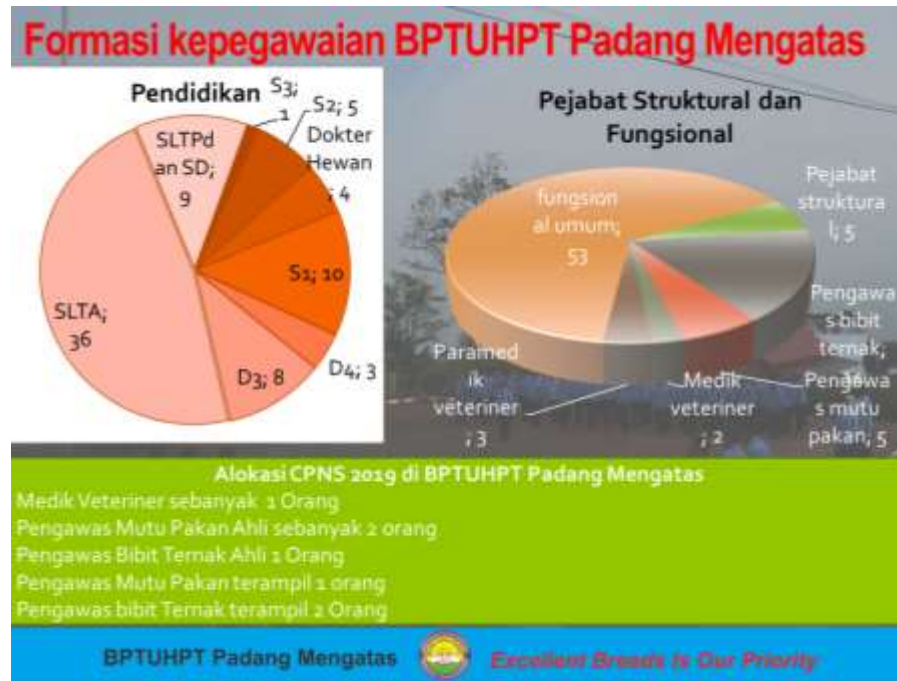 Formasi kepegawaian BPTUHPT Padang Mengatas
Pendidikan
S3;
1
S2; 5
Dokter
Hewan
; 4
S1; 10
D4; 3
D3; 8
SLTA;
36
SLTPd
an SD;
9
Pejabat Struktural dan
Fungsional
fungsion
al umum;
53
Pejabat
struktura
l; 5
Pengawa
s bibit
ternak;
Pengawa
s mutu
pakan; 5
Medik
veteriner
; 2
Paramed
ik
veteriner
; 3
Alokasi CPNS 2019 di BPTUHPT Padang Mengatas
Medik Veteriner sebanyak 1 Orang
Pengawas Mutu Pakan Ahli sebanyak 2 orang
Pengawas Bibit Ternak Ahli 1 Orang
Pengawas Mutu Pakan terampil 1 orang
Pengawas bibit Ternak terampil 2 Orang
BPTUHPT Padang Mengatas
Excellent Breeds Is Our Priority